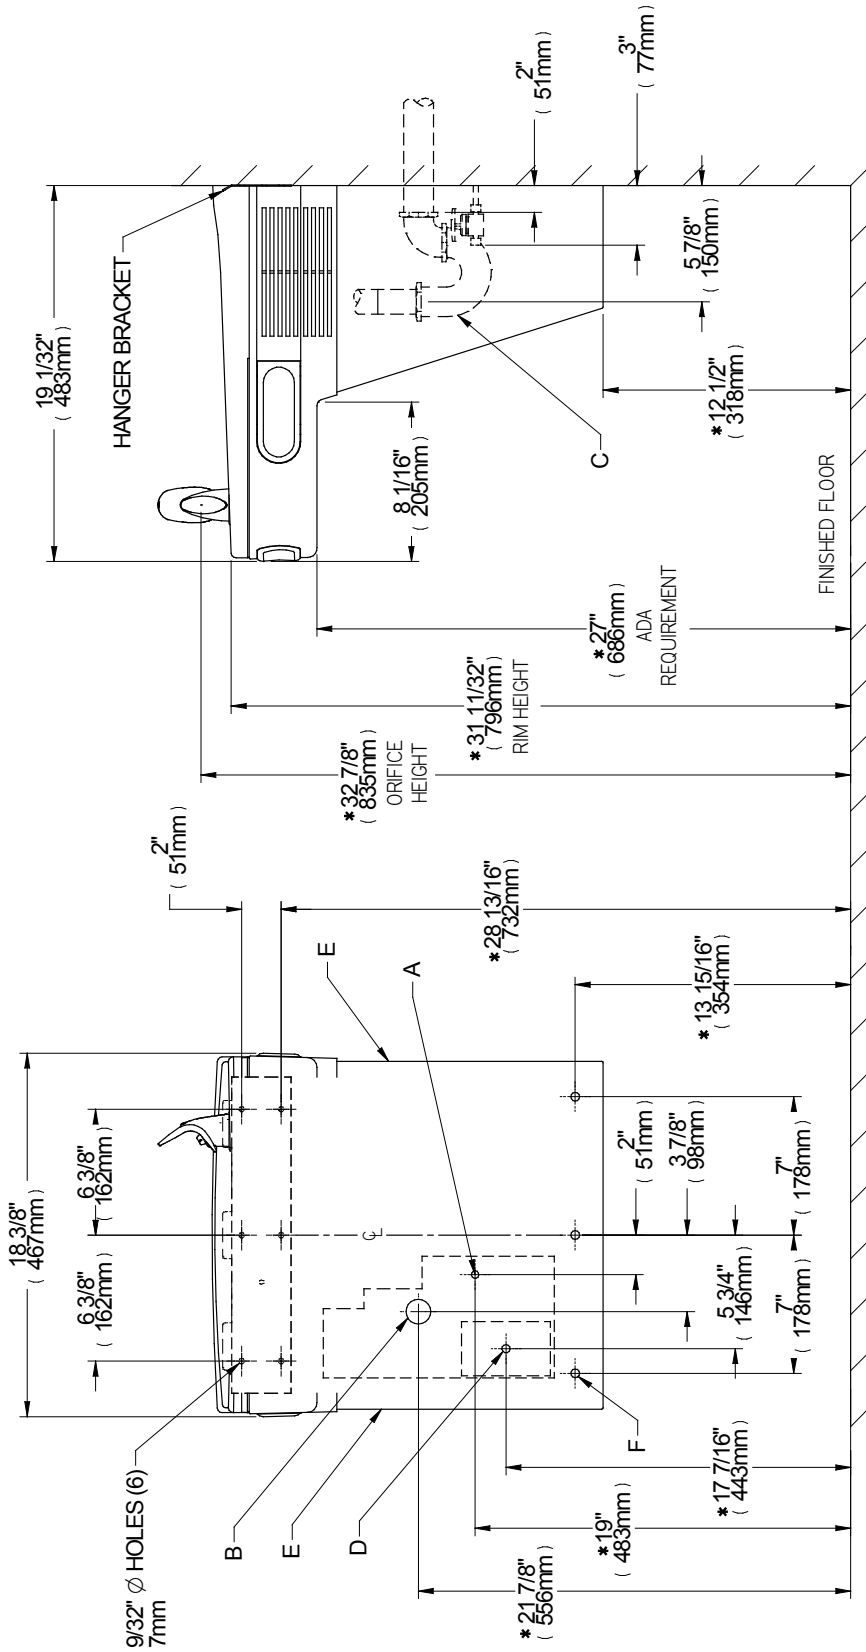 18 3/8"
( 467mm )
6 3/8"
( 162mm )
6 3/8"
( 162mm )
9/32" Ø HOLES (6)
7mm
2"
( 51mm )
B
E
D
F
E
A
℄
"
*28 13/16"
( 732mm )
*13 15/16"
( 354mm )
2"
( 51mm )
3 7/8"
( 98mm )
5 3/4"
( 146mm )
7"
( 178mm )
7"
( 178mm )
*17 7/16"
( 443mm )
*19"
( 483mm )
*21 7/8"
( 556mm )
19 1/32"
( 483mm )
HANGER BRACKET
8 1/16"
( 205mm )
C
2"
( 51mm )
3"
( 77mm )
5 7/8"
( 150mm )
*12 1/2"
( 318mm )
*27"
( 686mm )
ADA
REQUIREMENT
*31 11/32"
( 796mm )
RIM HEIGHT
*32 7/8"
( 835mm )
ORIFICE
HEIGHT
FINISHED FLOOR